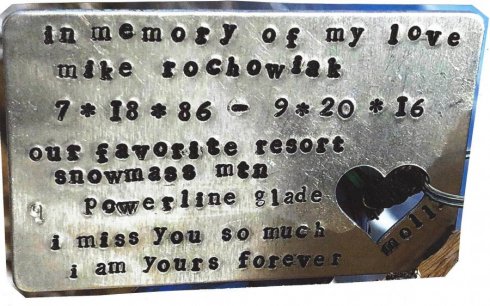 in memory of my love
mike rochowiak
7 * 18 * 86 - 9 * 20 * 16
our favorite resort
snowmass mtn
powerline glade
i miss you so much
i am yours forever